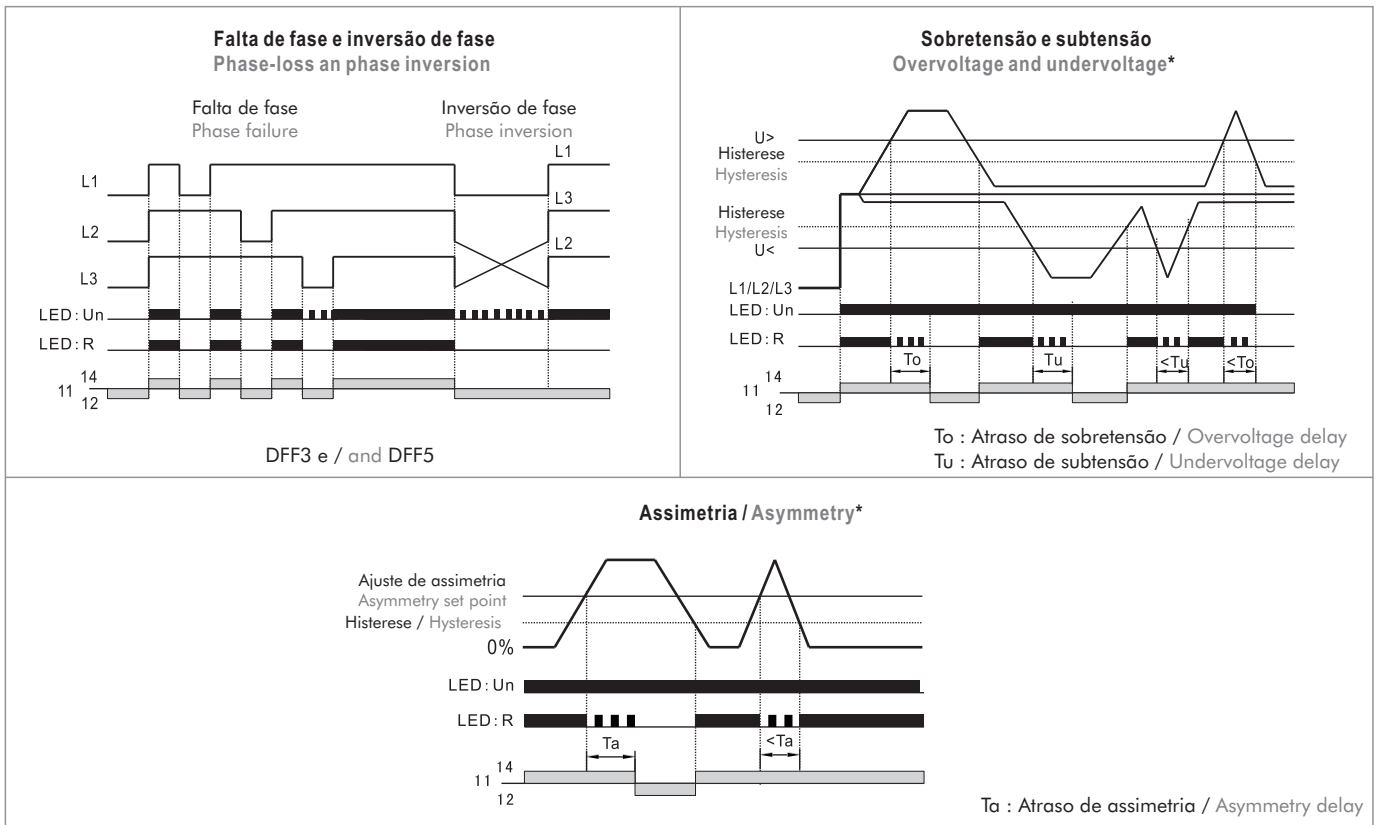 Falta de fase e inversão de fase
Phase-loss an phase inversion
Falta de fase
Phase failure
Inversão de fase
Phase inversion
L1
L1
L3
L2
L2
L3
LED: Un
LED: R
11
14
12
DFF3 e / and DFF5
Sobretensão e subtensão
Overvoltage and undervoltage*
U>
Histerese
Hysteresis
Histerese
Hysteresis
U<
L1/L2/L3
LED: Un
LED: R
To
Tu
<Tu
<To
11
14
12
To : Atraso de sobretensão / Overvoltage delay
Tu : Atraso de subtensão / Undervoltage delay
Assimetria / Asymmetry*
Ajuste de assimetria
Asymmetry set point
Histerese / Hysteresis
0%
LED: Un
LED: R
Ta
<Ta
11
14
12
Ta : Atraso de assimetria / Asymmetry delay